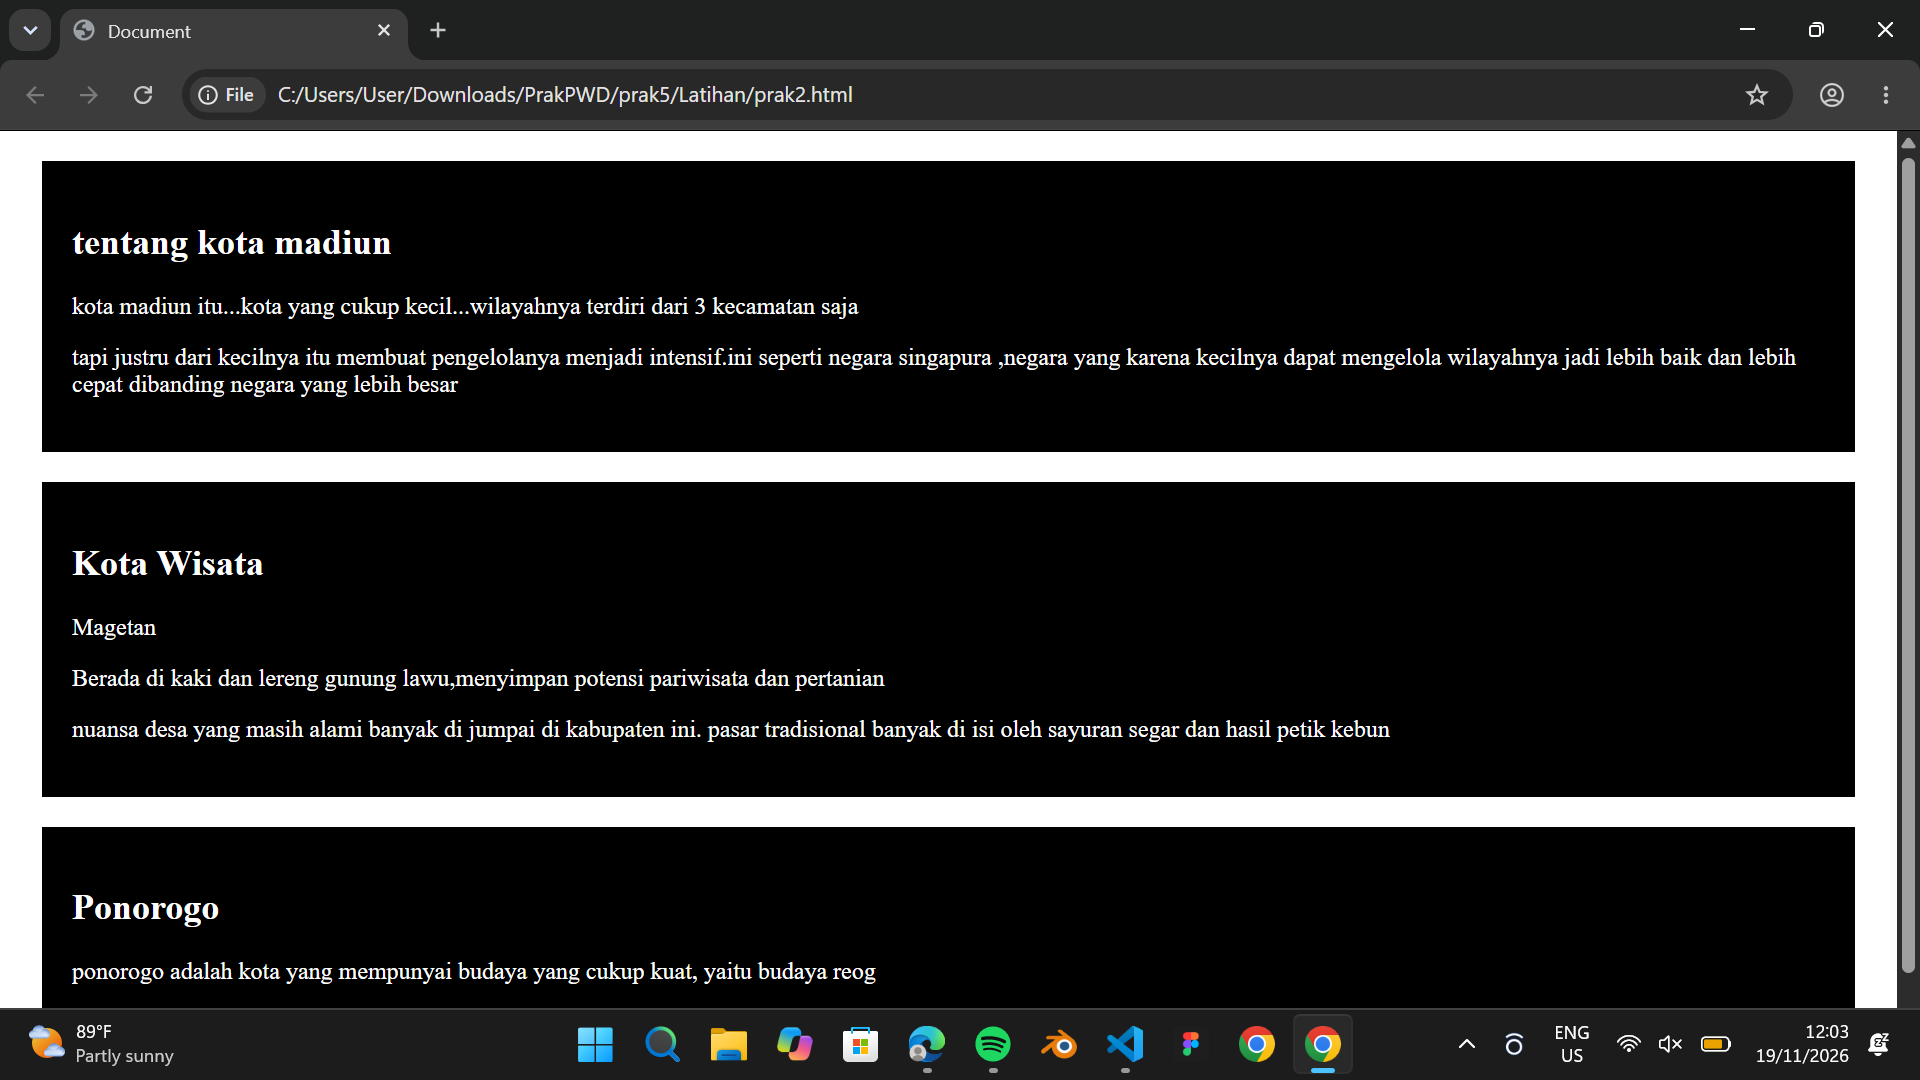 Document
File
C:/Users/User/Downloads/PrakPWD/prak5/Latihan/prak2.html
tentang kota madiun
kota madiun itu...kota yang cukup kecil...wilayahnya terdiri dari 3 kecamatan saja
tapi justru dari kecilnya itu membuat pengelolanya menjadi intensif.ini seperti negara singapura ,negara yang karena kecilnya dapat mengelola wilayahnya jadi lebih baik dan lebih
cepat dibanding negara yang lebih besar
Kota Wisata
Magetan
Berada di kaki dan lereng gunung lawu,menyimpan potensi pariwisata dan pertanian
nuansa desa yang masih alami banyak di jumpai di kabupaten ini. pasar tradisional banyak di isi oleh sayuran segar dan hasil petik kebun
Ponorogo
ponorogo adalah kota yang mempunyai budaya yang cukup kuat, yaitu budaya reog
89°F
Partly sunny
ENG
US
12:03
19/11/2026